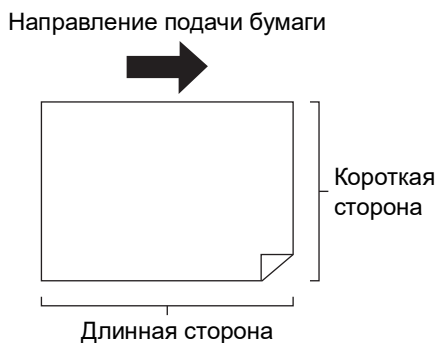 Направление подачи бумаги
Короткая
сторона
Длинная сторона